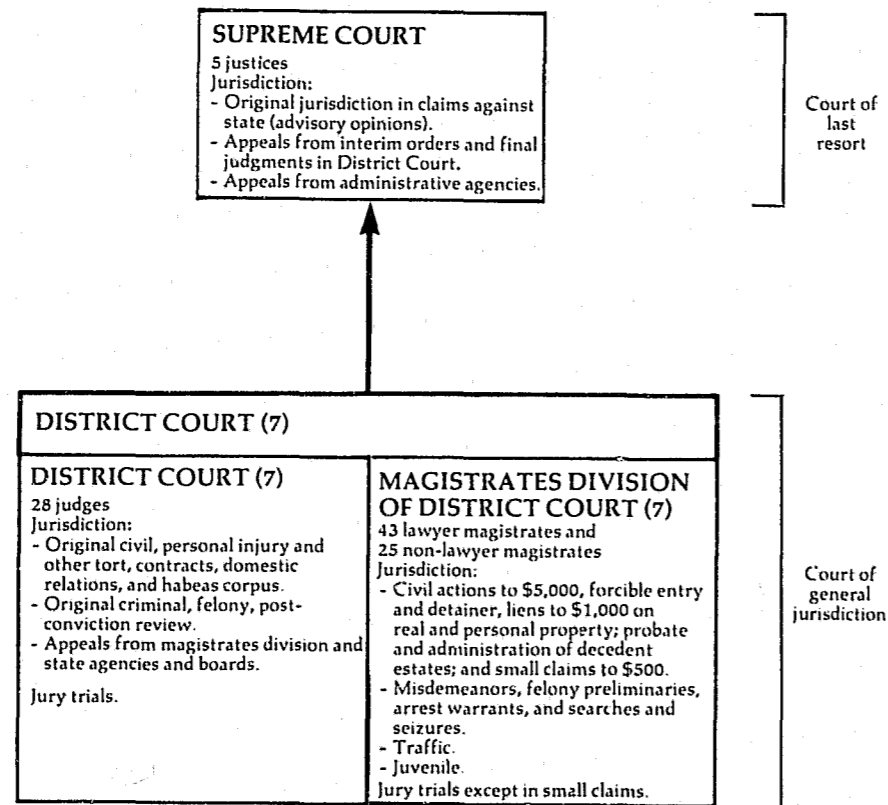 SUPREME COURT
5 justices
Jurisdiction:
- Original jurisdiction in claims against
state (advisory opinions).
- Appeals from interim orders and final
judgments in District Court.
- Appeals from administrative agencies.
Court of
last
resort
DISTRICT COURT (7)
DISTRICT COURT (7)
28 judges
Jurisdiction:
- Original civil, personal injury and
other tort, contracts, domestic
relations, and habeas corpus.
- Original criminal, felony, post-
conviction review.
- Appeals from magistrates division and
state agencies and boards.
Jury trials.
MAGISTRATES DIVISION
OF DISTRICT COURT (7)
43 lawyer magistrates and
25 non-lawyer magistrates
Jurisdiction:
- Civil actions to $5,000, forcible entry
and detainer, liens to $1,000 on
real and personal property; probate
and administration of decedent
estates; and small claims to $500.
- Misdemeanors, felony preliminaries,
arrest warrants, and searches and
seizures.
- Traffic.
- Juvenile.
Jury trials except in small claims.
Court of
general
jurisdiction